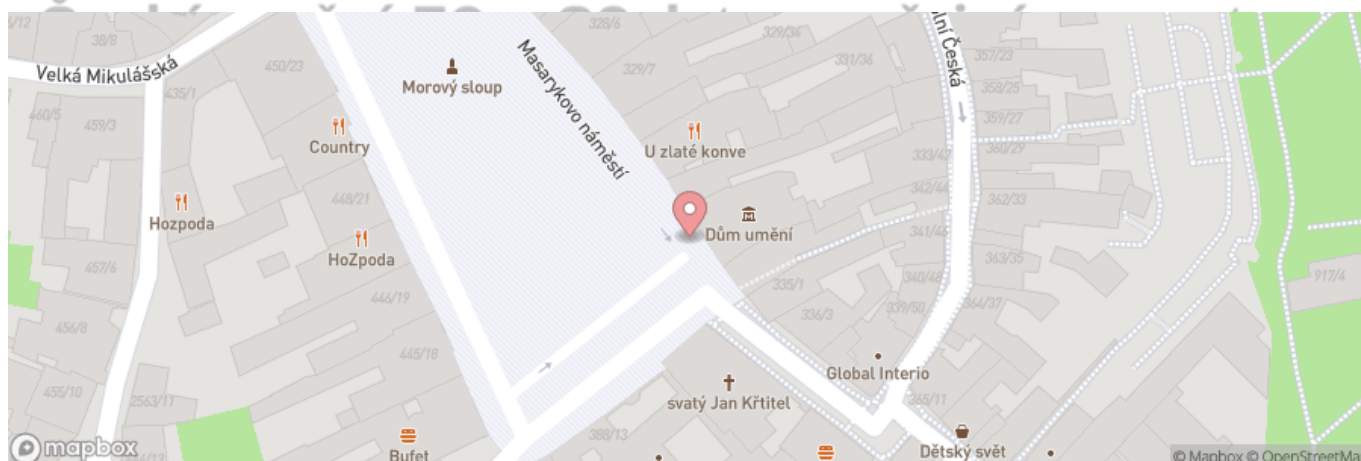 38/8
Velká Mikulášská
450/23
435/1
460/5
459/3
Morový sloup
Masarykovo náměstí
328/6
329/7
329/34
331/36
Dolní Česká
357/23
358/25
359/27
360/29
Country
U zlaté konve
333/42
342/44
362/33
Hozpoda
448/21
HoZpoda
Dům umění
341/46
457/6
446/19
335/1
340/48
363/35
917/4
456/8
336/3
339/50
364/37
445/18
Global Interio
455/10
2563/11
svatý Jan Křtitel
365/11
388/13
Bufet
Dětský svět
mapbox
© Mapbox © OpenStreetMa